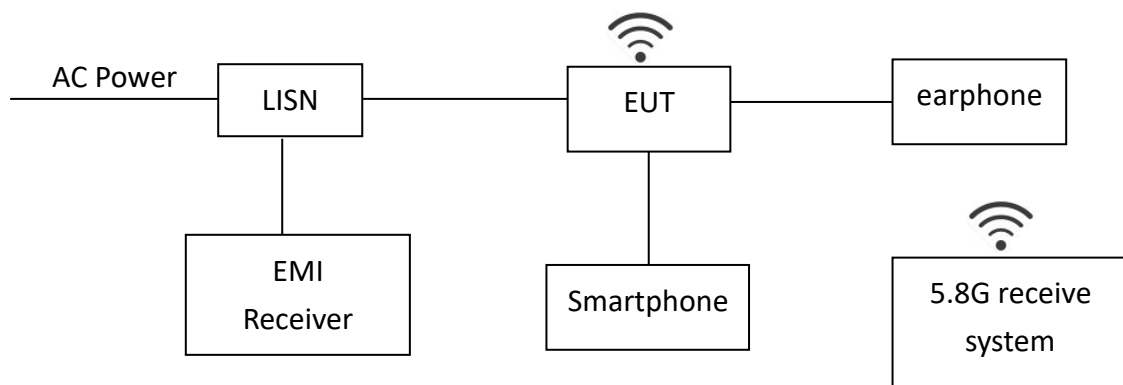 AC Power
LISN
EUT
earphone
EMI
Receiver
Smartphone
5.8G receive
system